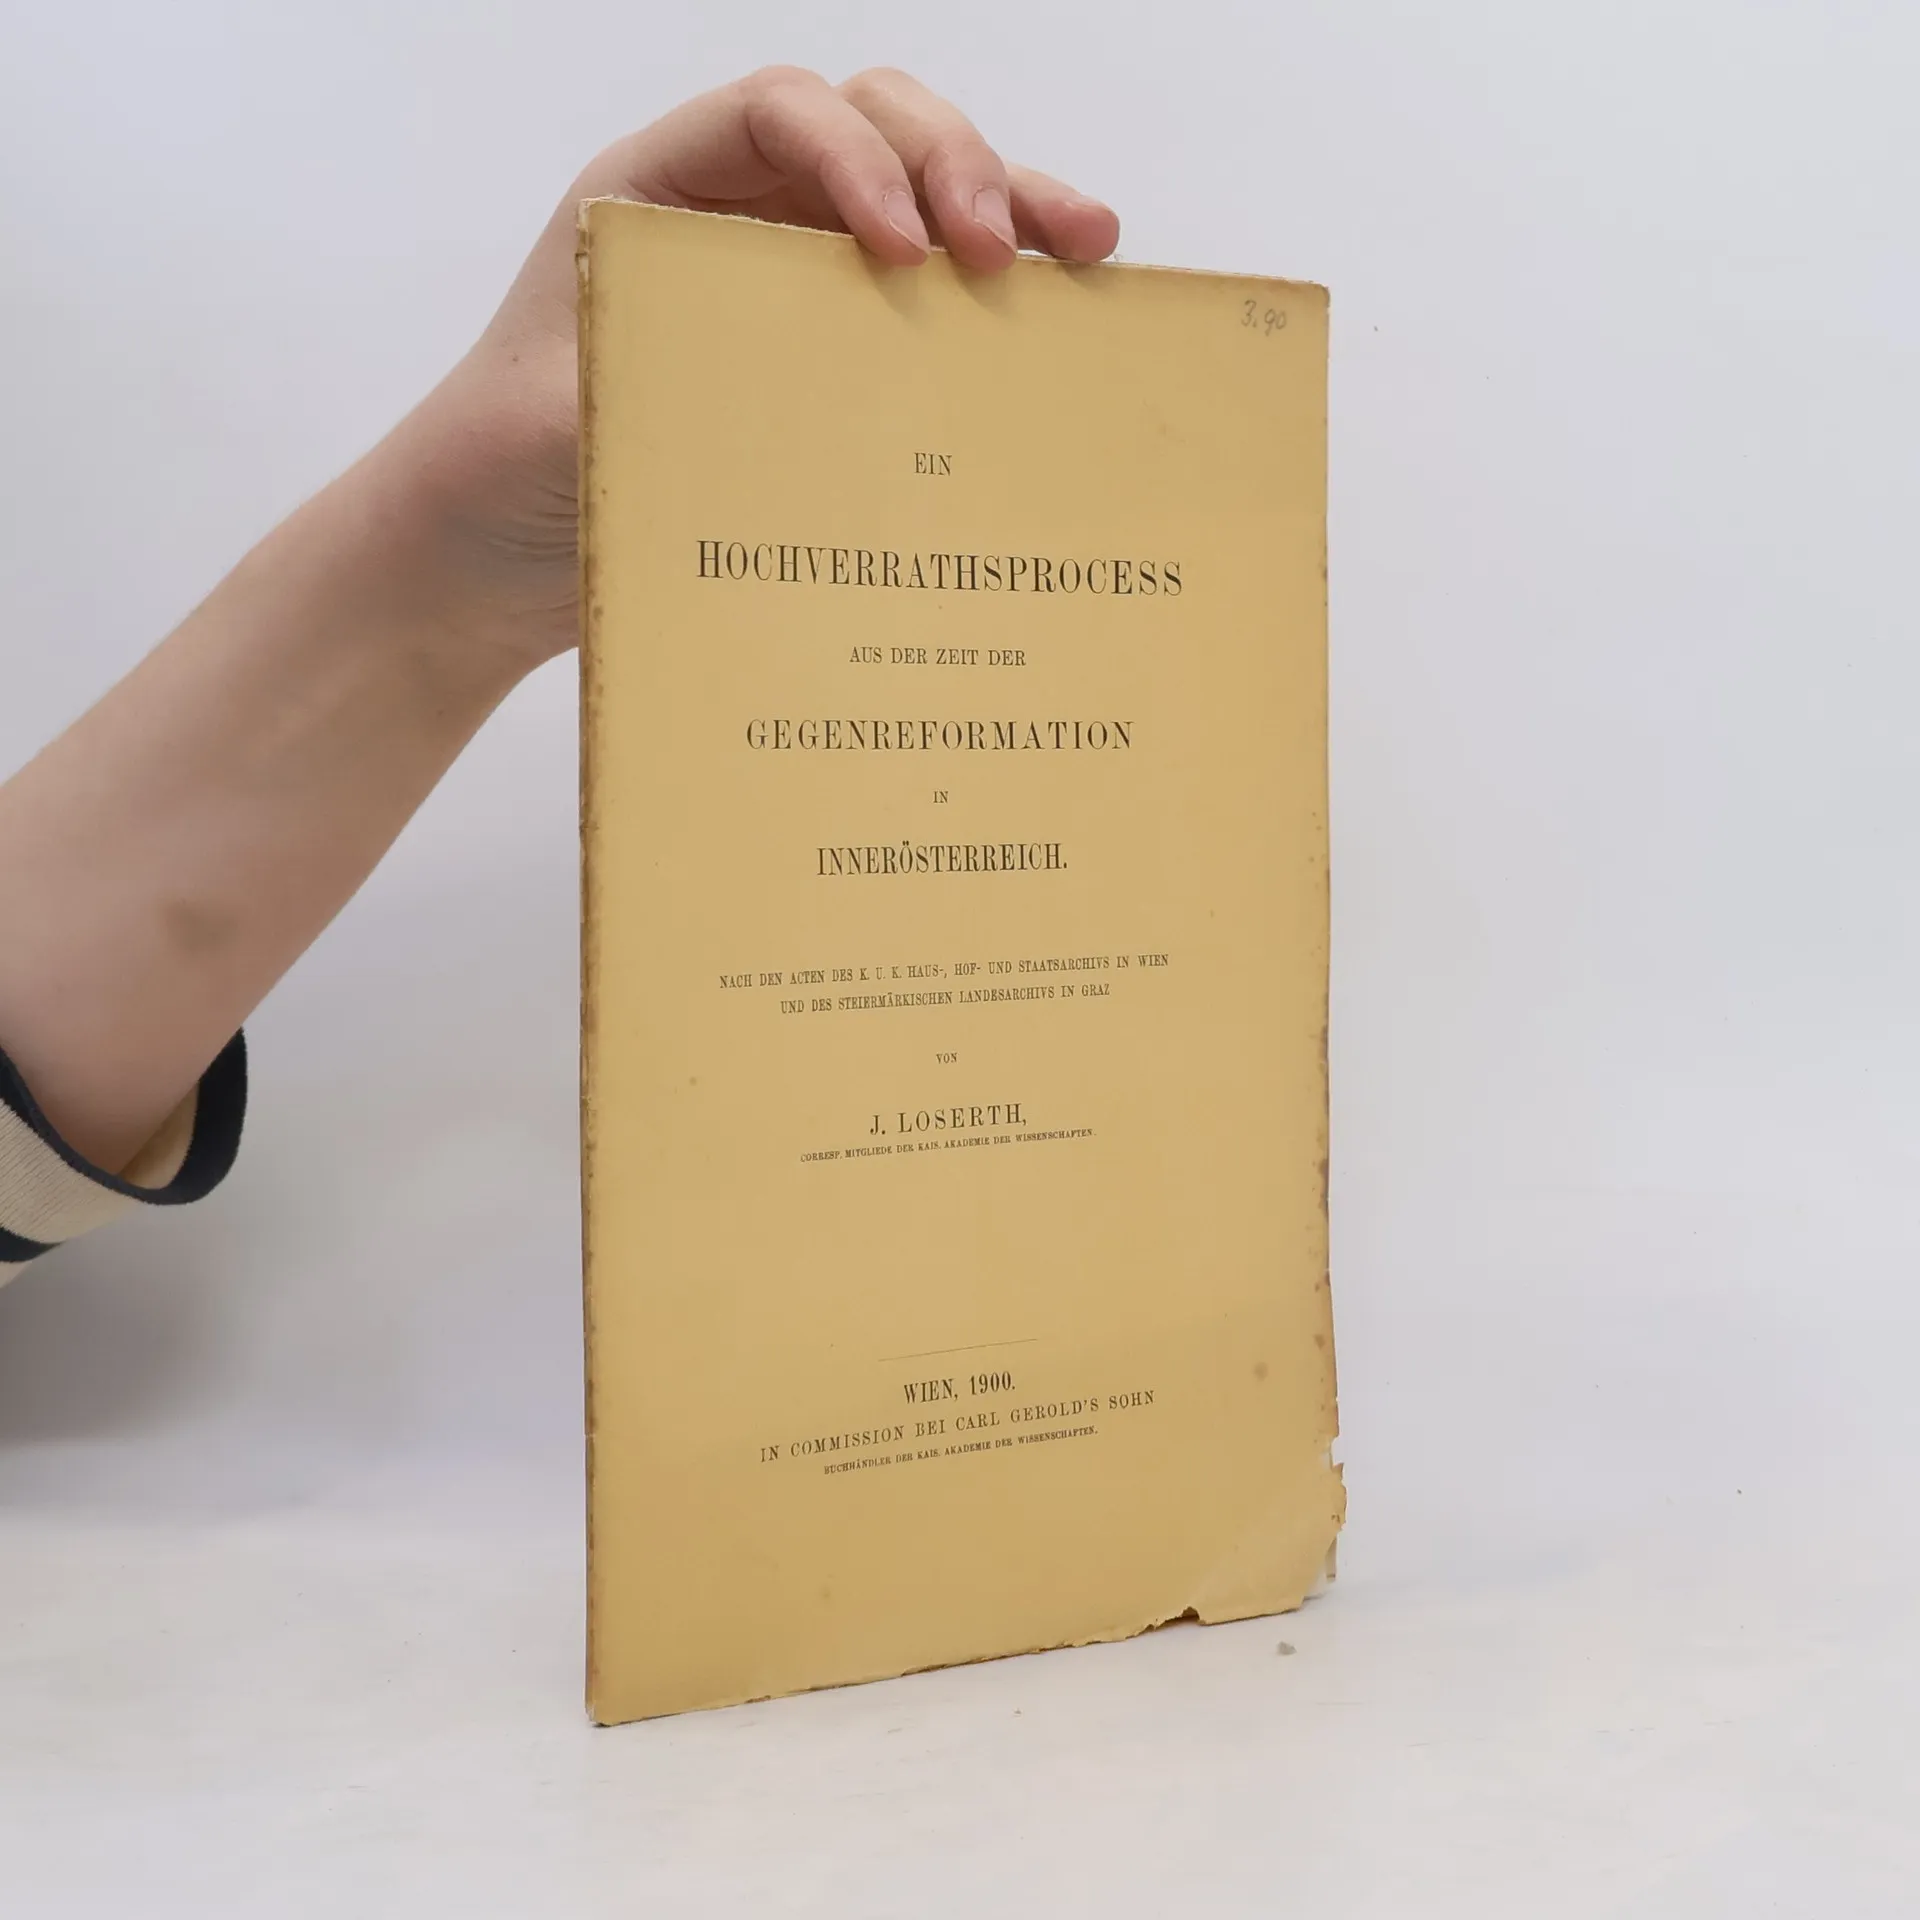 3.90
EIN
HOCHVERRATHSPROCESS
AUS DER ZEIT DER
GEGENREFORMATION
IN
INNERÖSTERREICH.
NACH DEN ACTEN DES K. U. K. HAUS-, HOF- UND STAATSARCHIVS IN WIEN
UND DES STEIERMÄRKISCHEN LANDESARCHIVS IN GRAZ
VON
J. LOSERTH,
CORRESP. MITGLIEDE DER KAIS. AKADEMIE DER WISSENSCHAFTEN.
WIEN, 1900.
IN COMMISSION BEI CARL GEROLD'S SOHN
BUCHHÄNDLER DER KAIS. AKADEMIE DER WISSENSCHAFTEN.